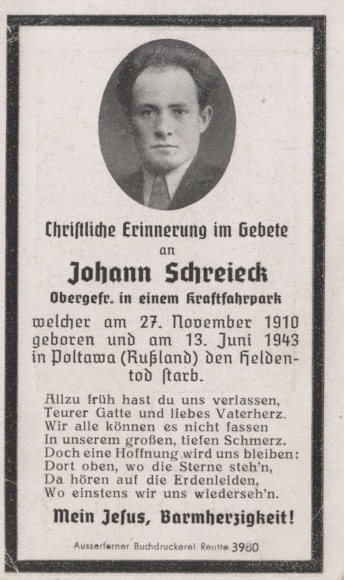 Christliche Erinnerung im Gebete
an
Johann Schreieck
Obergefr. in einem Kraftfahrpark
welcher am 27. November 1910
geboren und am 13. Juni 1943
in Poltawa (Rußland) den Helden-
tod starb.
Allzu früh hast du uns verlassen,
Teurer Gatte und liebes Vaterherz.
Wir alle können es nicht fassen
In unserem großen, tiefen Schmerz.
Doch eine Hoffnung wird uns bleiben:
Dort oben, wo die Sterne steh'n,
Da hören auf die Erdenleiden,
Wo einstens wir uns wiederseh'n.
Mein Jesus, Barmherzigkeit!
Ausserferner Buchdruckerei Reutte 3980